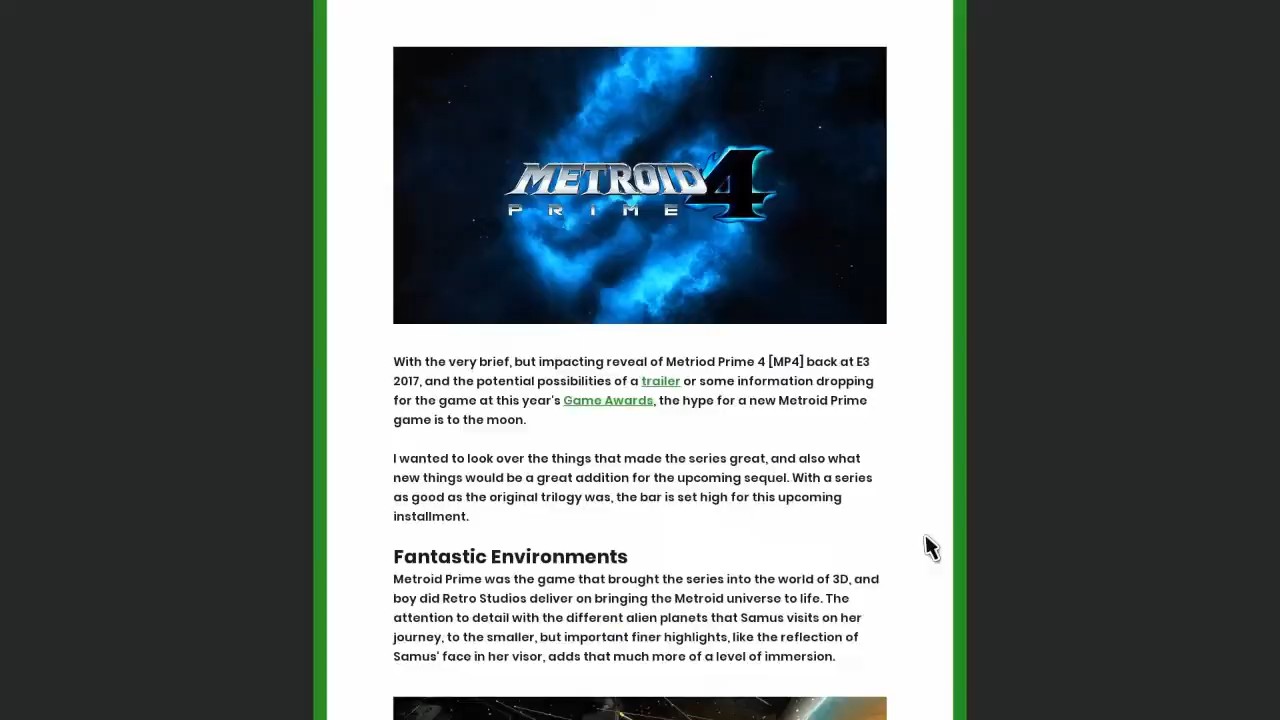 METROID 4
PRIME
With the very brief, but impacting reveal of Metriod Prime 4 [MP4] back at E3
2017, and the potential possibilities of a trailer or some information dropping
for the game at this year's Game Awards, the hype for a new Metroid Prime
game is to the moon.
I wanted to look over the things that made the series great, and also what
new things would be a great addition for the upcoming sequel. With a series
as good as the original trilogy was, the bar is set high for this upcoming
installment.
Fantastic Environments
Metroid Prime was the game that brought the series into the world of 3D, and
boy did Retro Studios deliver on bringing the Metroid universe to life. The
attention to detail with the different alien planets that Samus visits on her
journey, to the smaller, but important finer highlights, like the reflection of
Samus' face in her visor, adds that much more of a level of immersion.